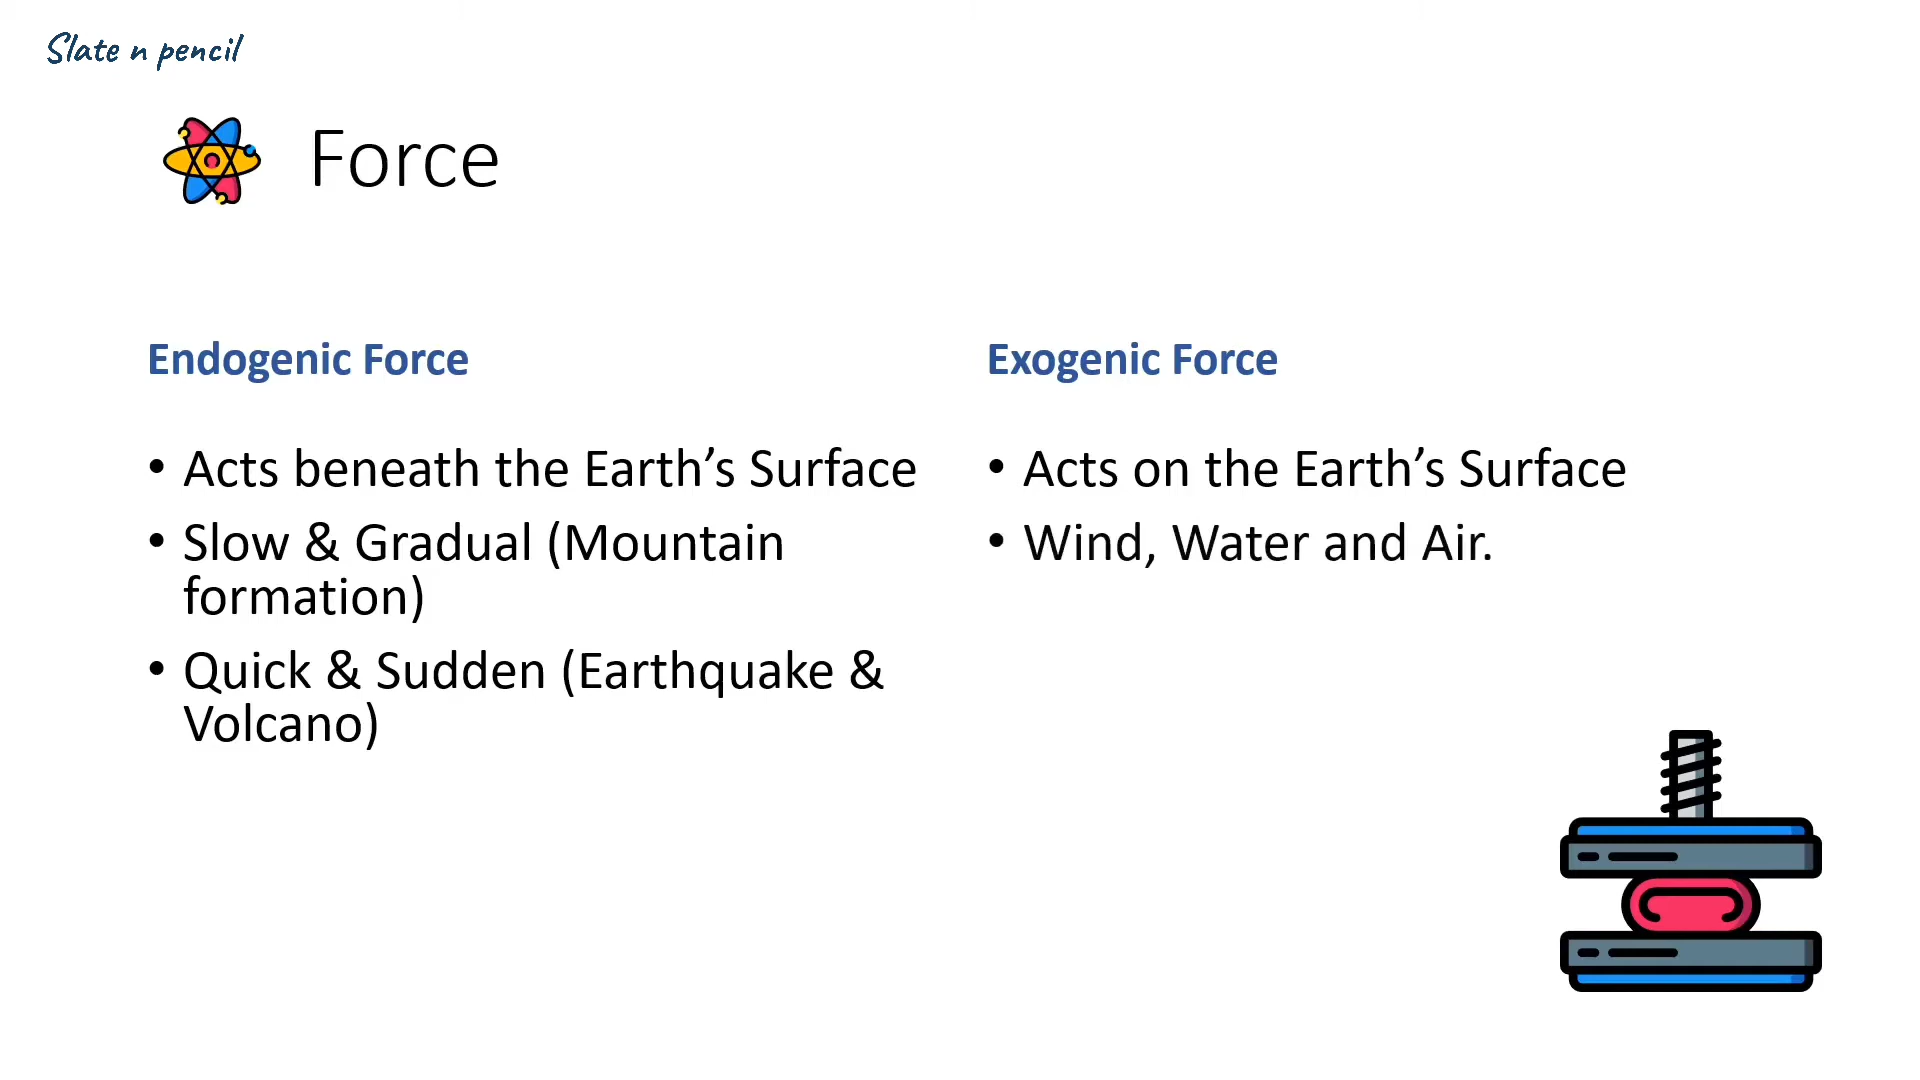 Slate n pencil
Force
Endogenic Force
• Acts beneath the Earth’s Surface
• Slow & Gradual (Mountain
formation)
• Quick & Sudden (Earthquake &
Volcano)
Exogenic Force
• Acts on the Earth’s Surface
• Wind, Water and Air.